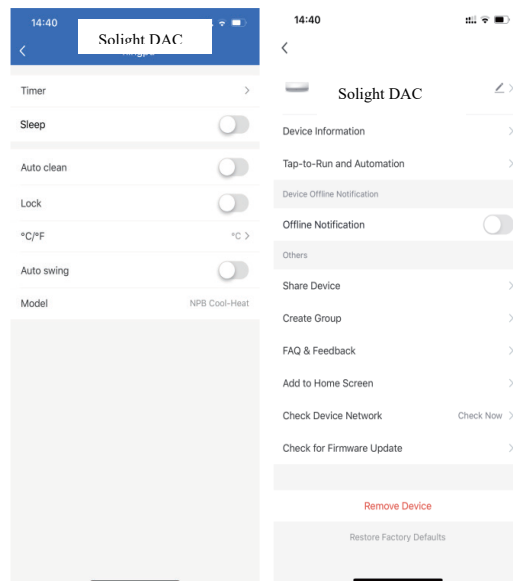 14:40
Solight DAC
Timer
Sleep
Auto clean
Lock
°C/°F
°C
Auto swing
Model
NPB Cool-Heat
14:40
Solight DAC
Device Information
Tap-to-Run and Automation
Device Offline Notification
Offline Notification
Others
Share Device
Create Group
FAQ & Feedback
Add to Home Screen
Check Device Network
Check Now
Check for Firmware Update
Remove Device
Restore Factory Defaults